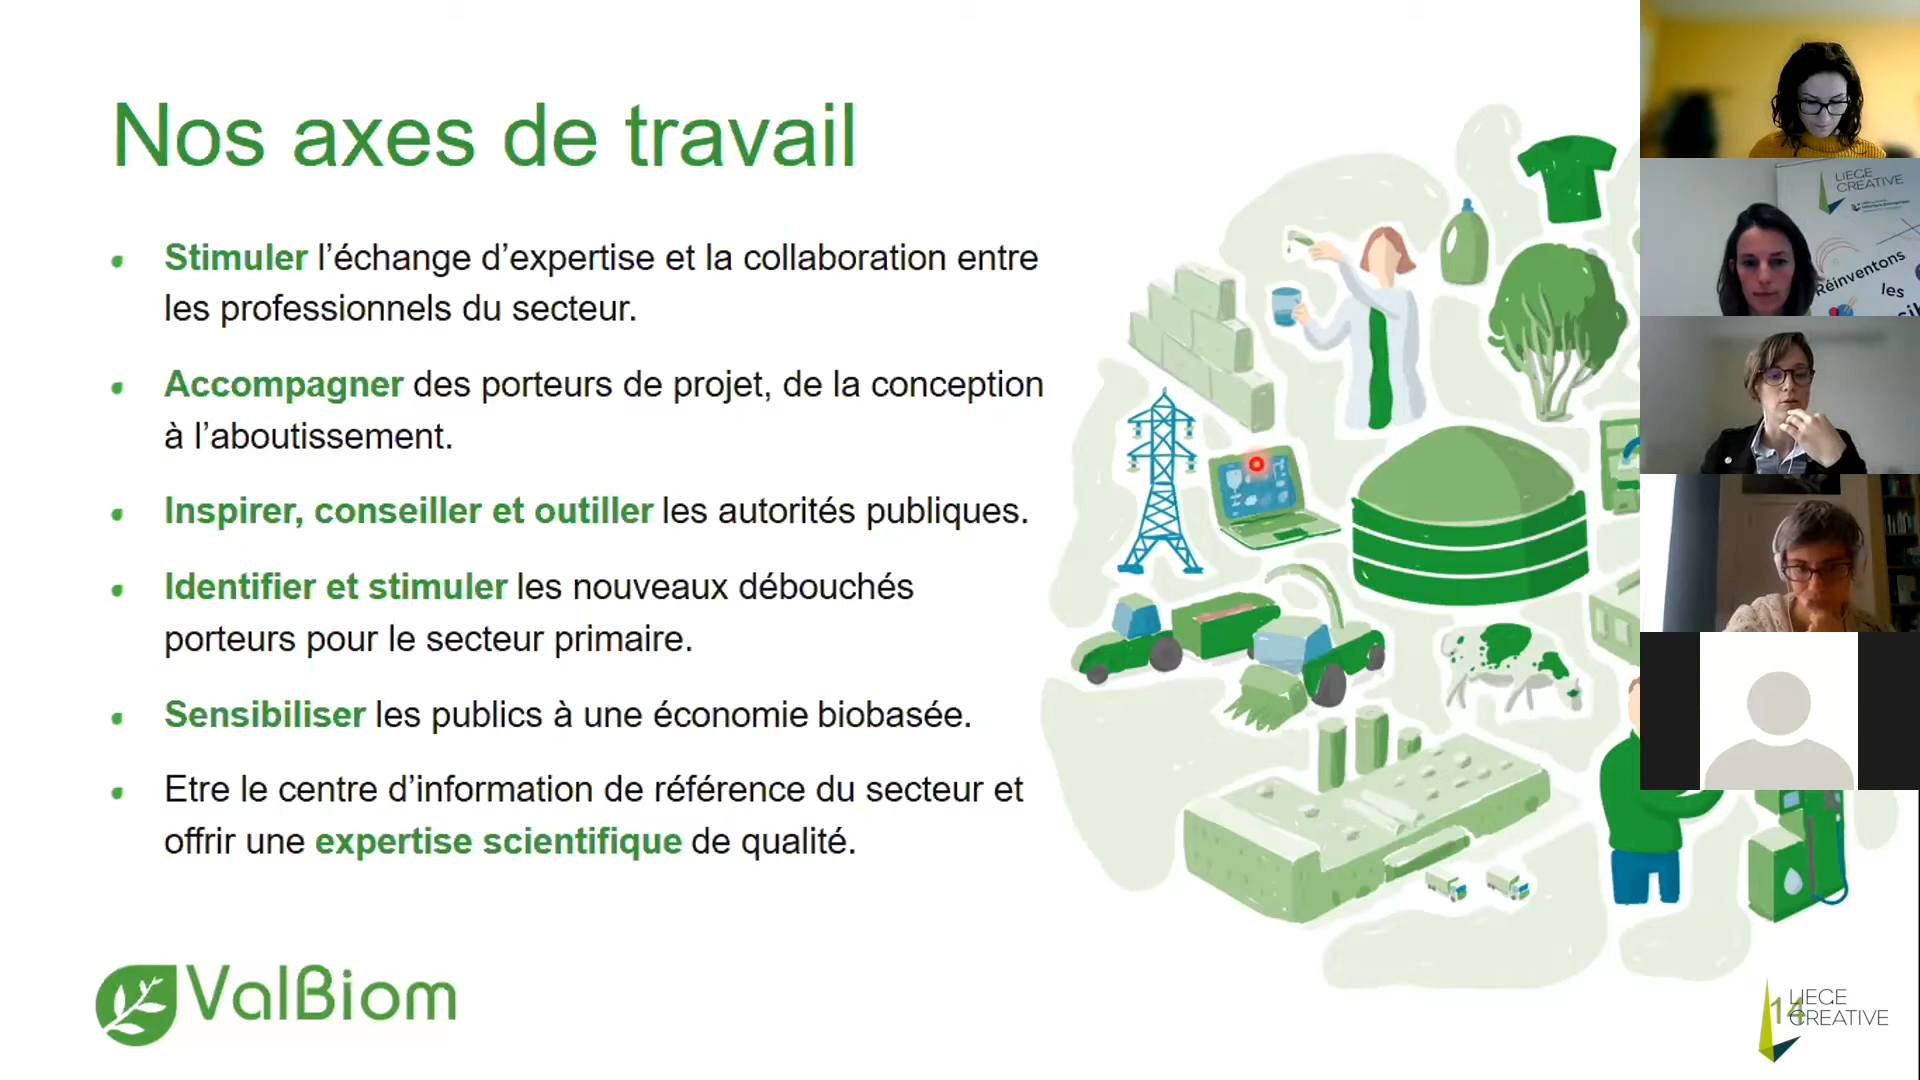 Nos axes de travail
Stimuler l’échange d’expertise et la collaboration entre
les professionnels du secteur.
Accompagner des porteurs de projet, de la conception
à l’aboutissement.
Inspirer, conseiller et outiller les autorités publiques.
Identifier et stimuler les nouveaux débouchés
porteurs pour le secteur primaire.
Sensibiliser les publics à une économie biobasée.
Etre le centre d’information de référence du secteur et
offrir une expertise scientifique de qualité.
ValBiom
LIEGE
CREATIVE
Réinventons
les
14
LIEGE
CREATIVE